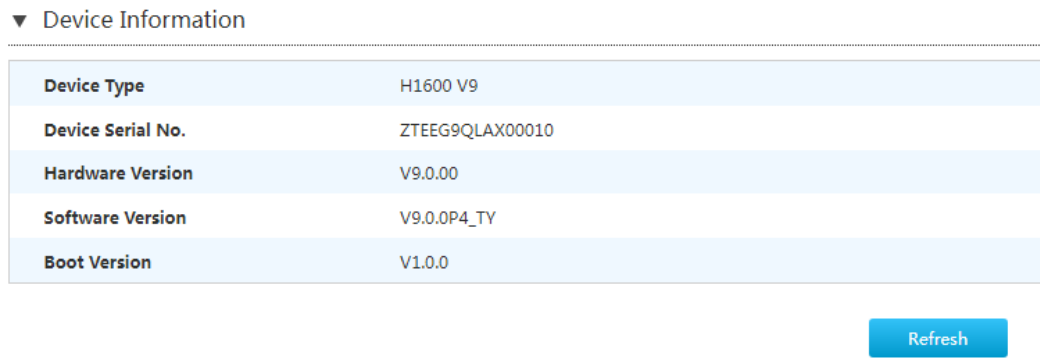 Device Information
Device Type H1600 V9
Device Serial No. ZTEEG9QLAX00010
Hardware Version V9.0.00
Software Version V9.0.0P4_TY
Boot Version V1.0.0
Refresh